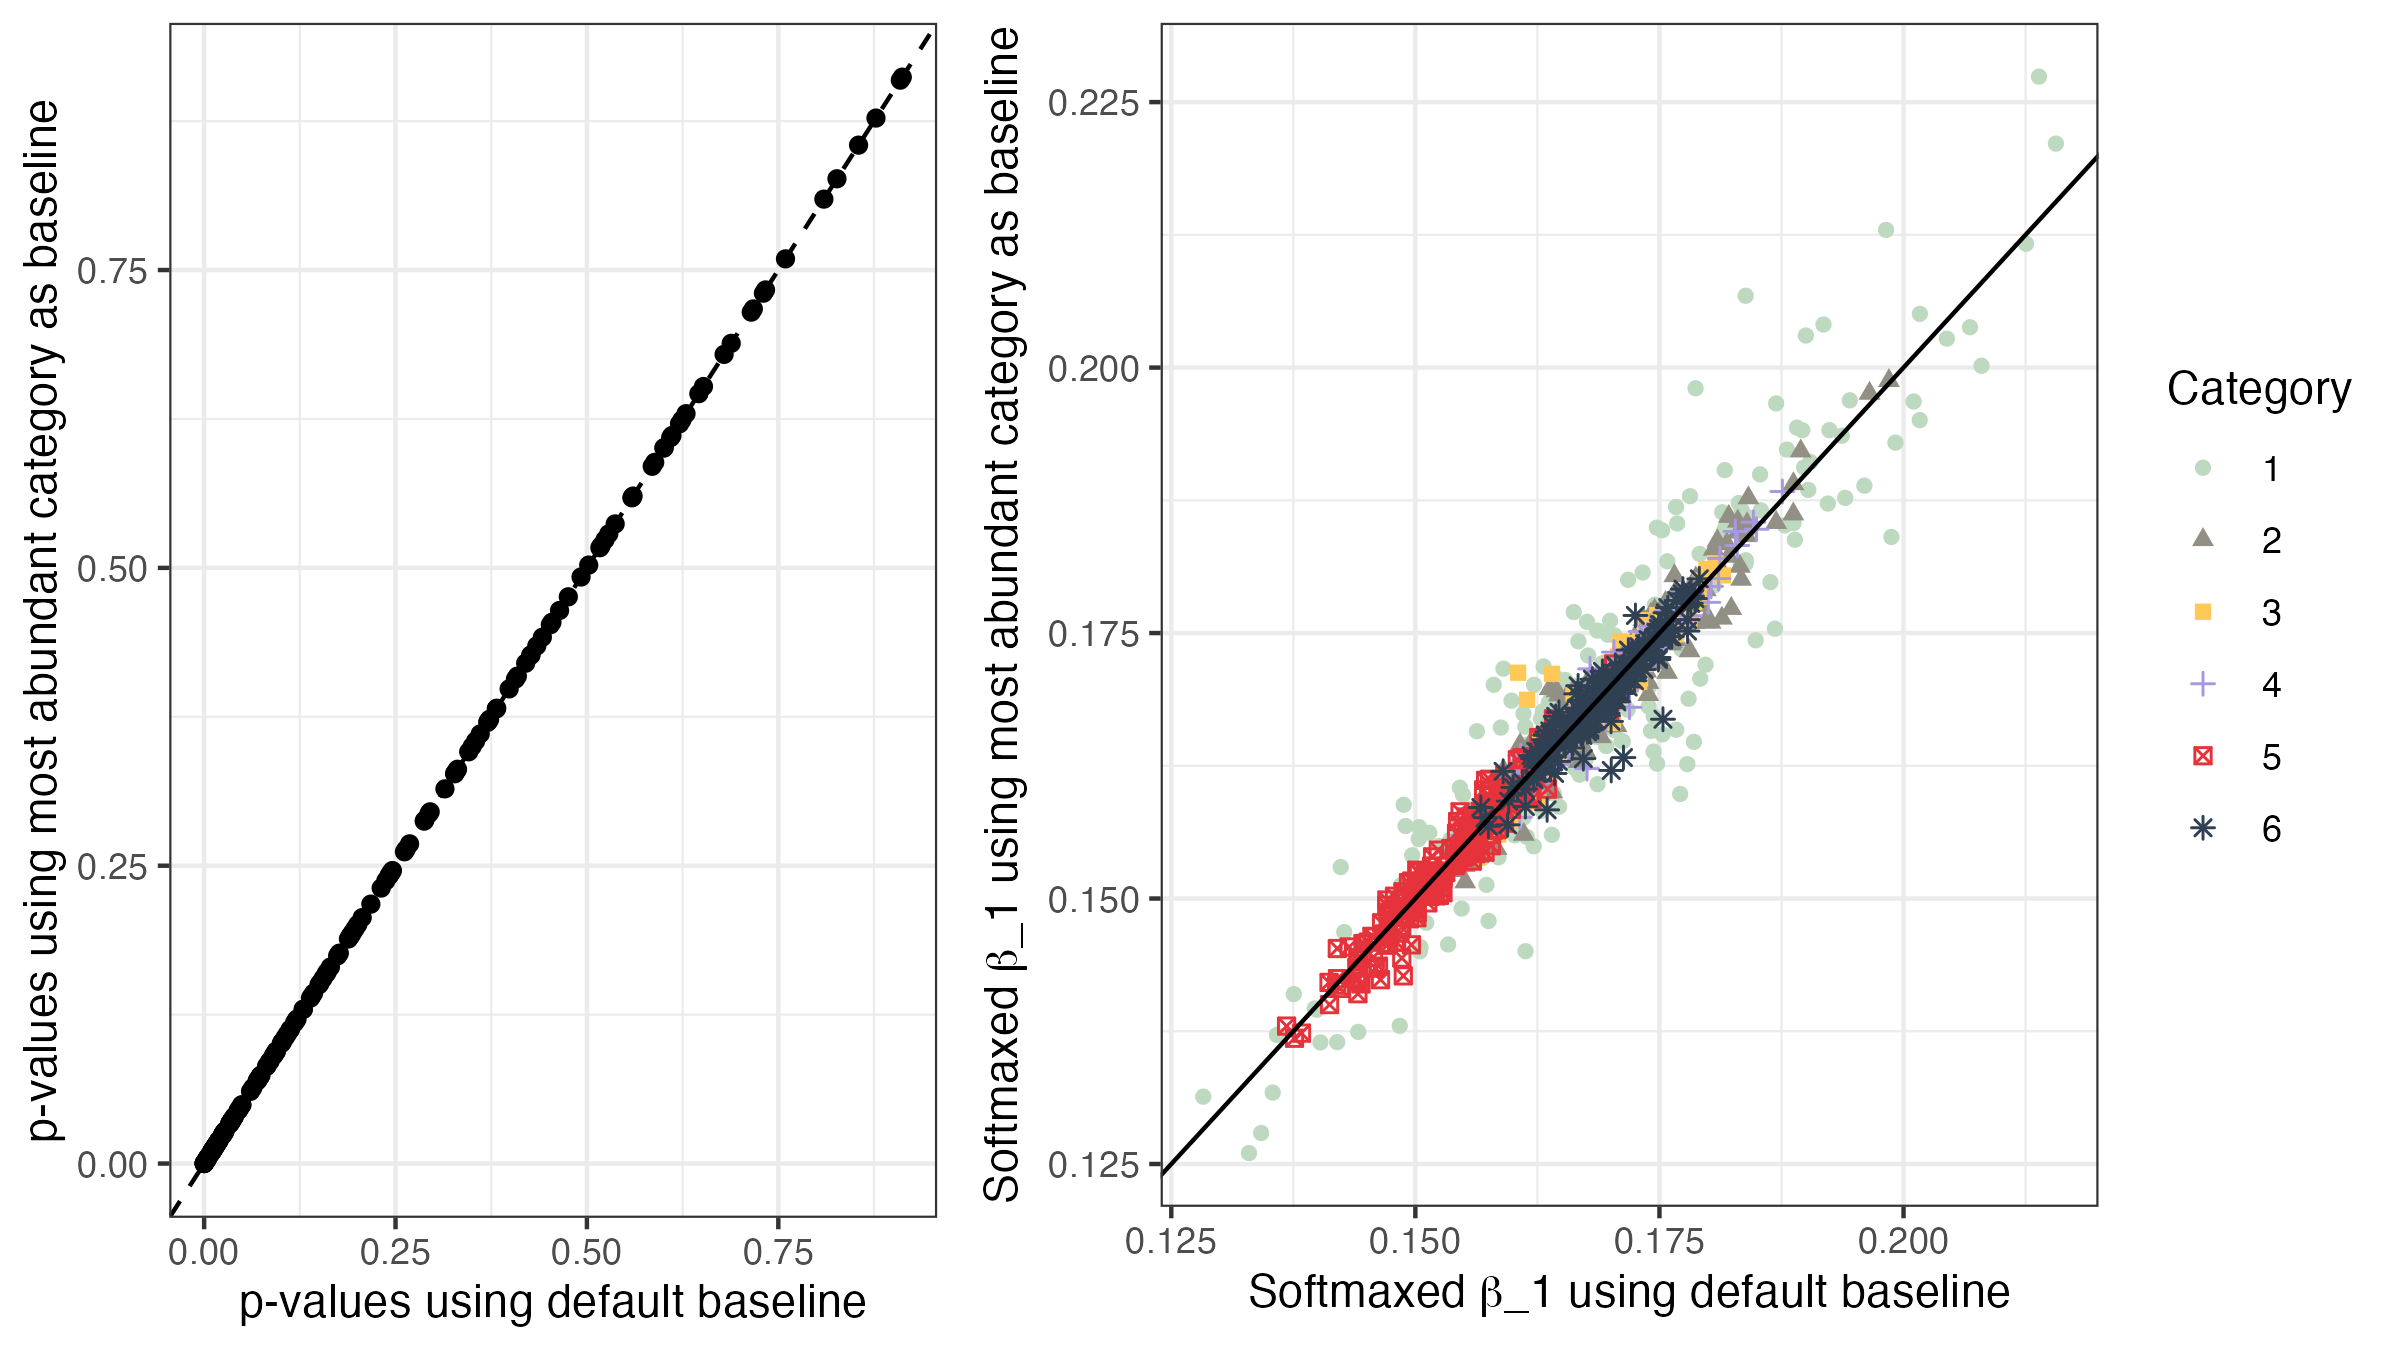 p-values using most abundant category as baseline
0.75
0.50
0.25
0.00
0.00 0.25 0.50 0.75
p-values using default baseline
Softmaxed β_1 using most abundant category as baseline
0.225
0.200
0.175
0.150
0.125
0.125 0.150 0.175 0.200
Softmaxed β_1 using default baseline
Category
1
2
3
4
5
6